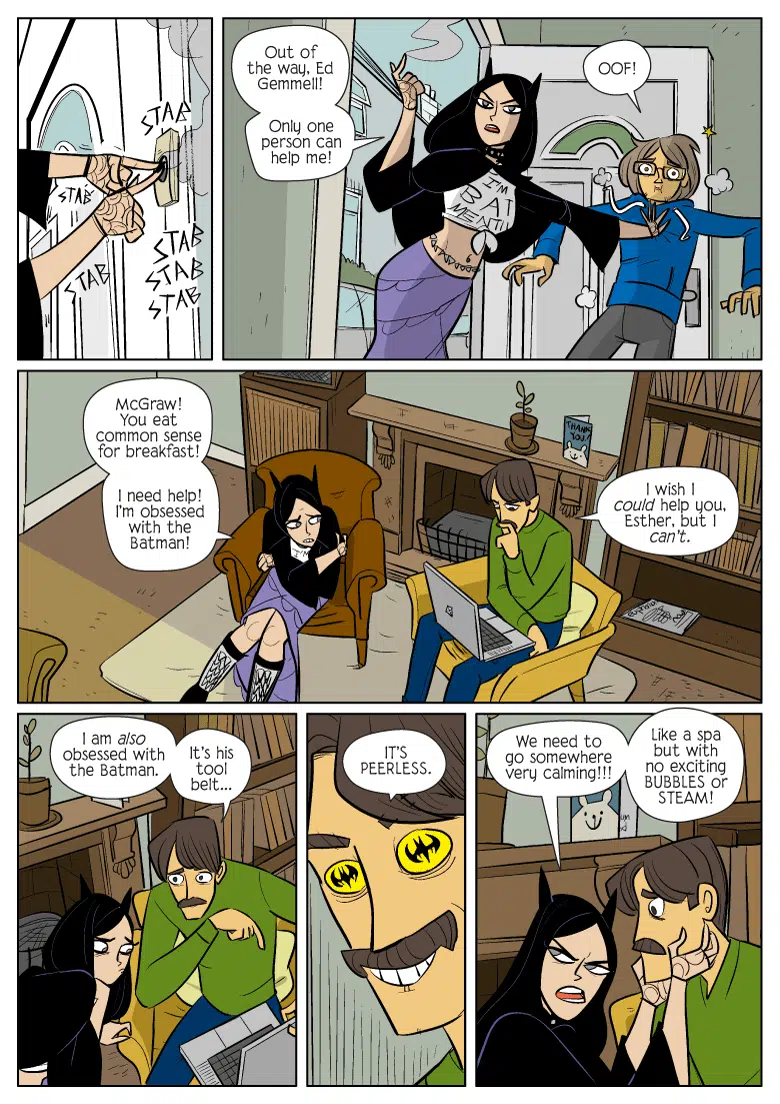 STAB
STAB
STAB
STAB
STAB
STAB
Out of
the way, Ed
Gemmell!
Only one
person can
help me!
OOF!
I'M
BAT
McGraw!
You eat
common sense
for breakfast!
I need help!
I'm obsessed
with the
Batman!
THANK
YOU!
I wish I
could help you,
Esther, but I
can't.
I am also
obsessed with
the Batman.
It's his
tool
belt...
IT'S
PEERLESS.
We need to
go somewhere
very calming!!!
Like a spa
but with
no exciting
BUBBLES or
STEAM!